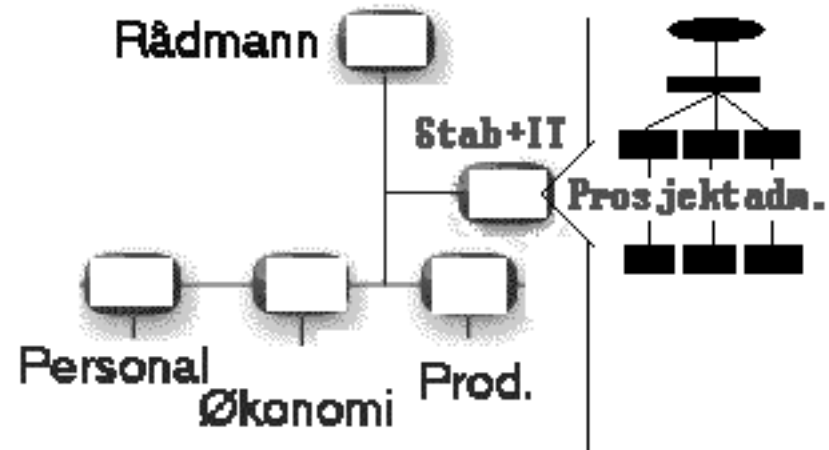 Rådmann
Stab+IT
Prosjektadm.
Personal
Økonomi
Prod.